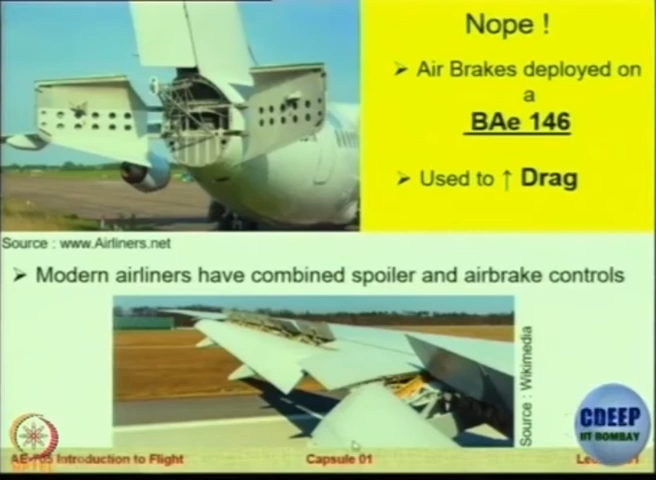 Nope !
➢ Air Brakes deployed on
a
BAe 146
➢ Used to ↑ Drag
Source : www.Airliners.net
➢ Modern airliners have combined spoiler and airbrake controls
Source : Wikimedia
CDEEP
IIT BOMBAY
Introduction to Flight
Capsule 01